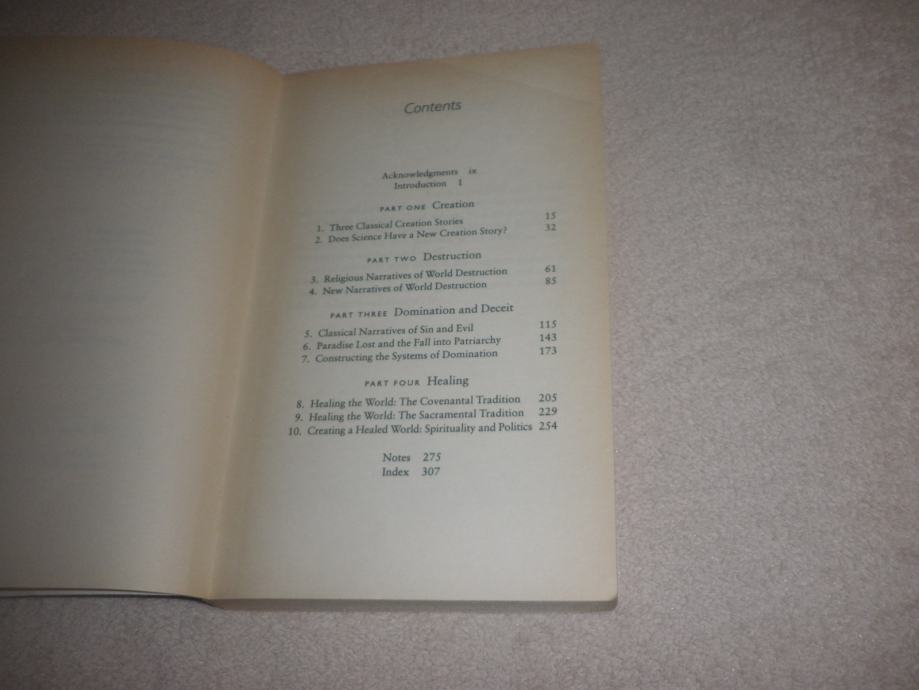 Contents
Acknowledgments ix
Introduction 1
PART ONE Creation
1. Three Classical Creation Stories 15
2. Does Science Have a New Creation Story? 32
PART TWO Destruction
3. Religious Narratives of World Destruction 61
4. New Narratives of World Destruction 85
PART THREE Domination and Deceit
5. Classical Narratives of Sin and Evil 115
6. Paradise Lost and the Fall into Patriarchy 143
7. Constructing the Systems of Domination 173
PART FOUR Healing
8. Healing the World: The Covenantal Tradition 205
9. Healing the World: The Sacramental Tradition 229
10. Creating a Healed World: Spirituality and Politics 254
Notes 275
Index 307